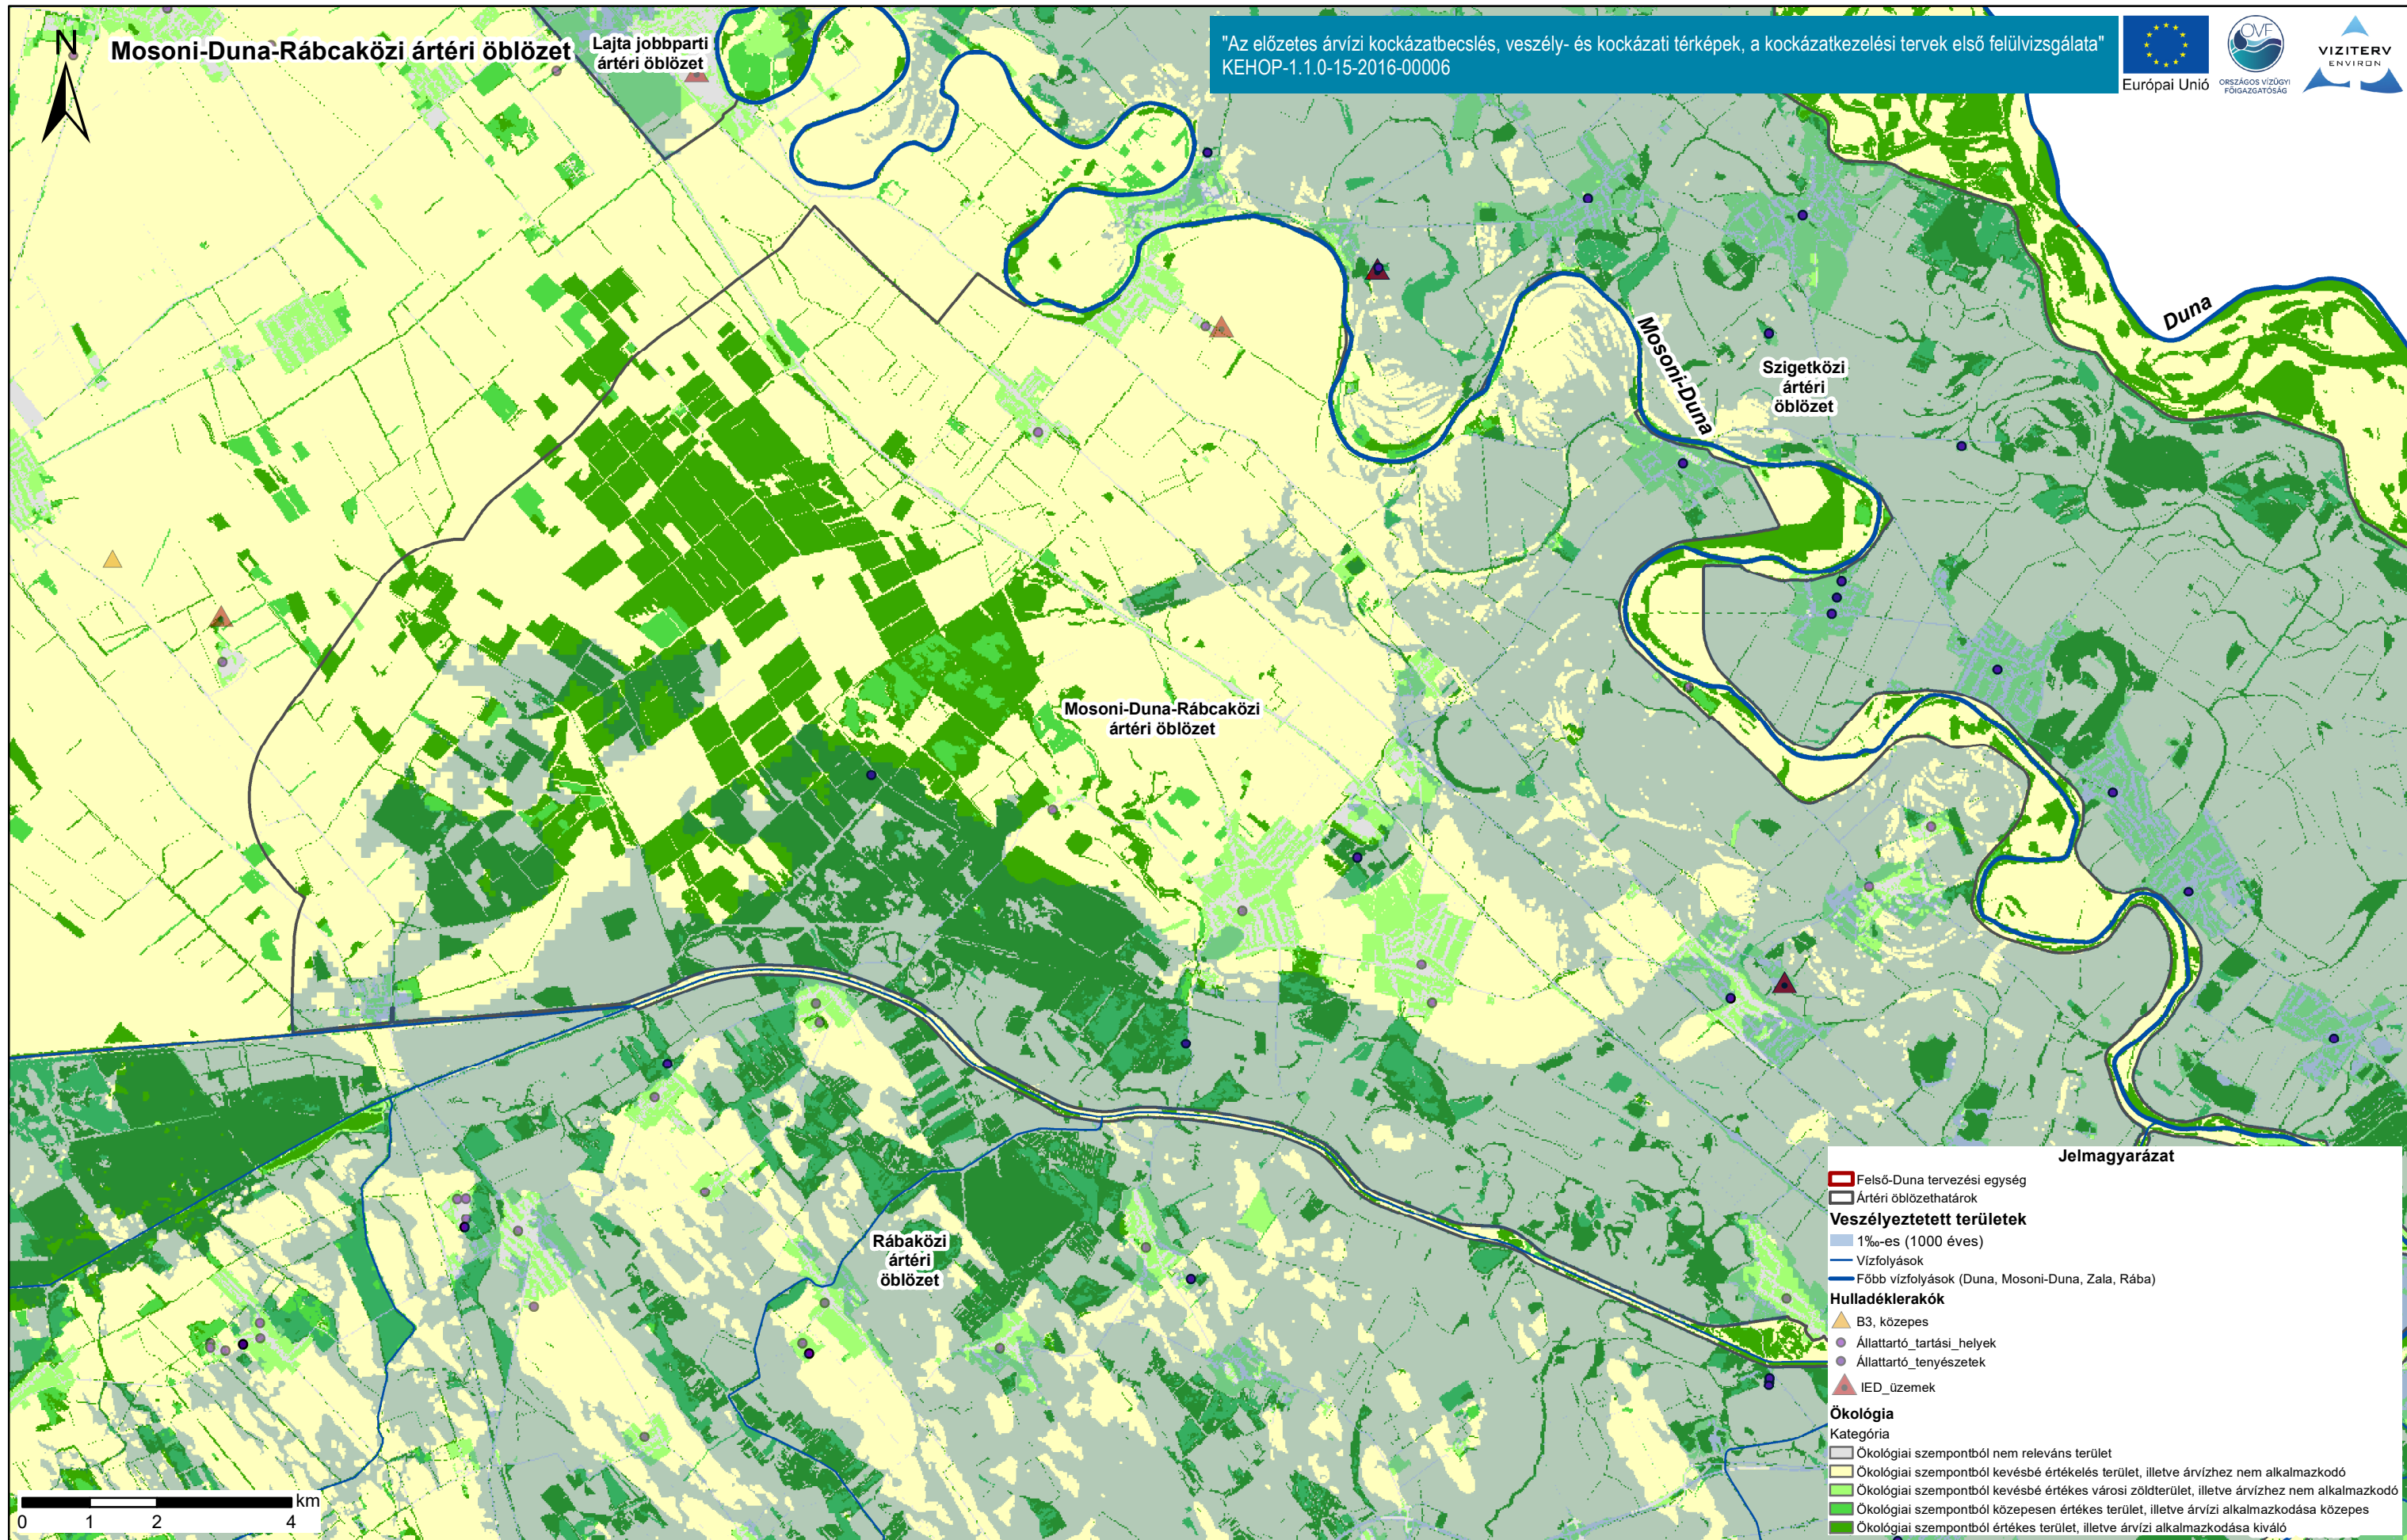 N
Mosoni-Duna-Rábcaközi ártéri öblözet
Lajta jobbparti
ártéri öblözet
"Az előzetes árvízi kockázatbecslés, veszély- és kockázati térképek, a kockázatkezelési tervek első felülvizsgálata"
KEHOP-1.1.0-15-2016-00006
Európai Unió
OVF
ORSZÁGOS VÍZÜGYI
FŐIGAZGATÓSÁG
VIZITERV
ENVIRON
Duna
Mosoni-Duna
Szigetközi
ártéri
öblözet
Mosoni-Duna-Rábcaközi
ártéri öblözet
Rábaközi
ártéri
öblözet
Jelmagyarázat
Felső-Duna tervezési egység
Ártéri öblözethatárok
Veszélyeztetett területek
1‰-es (1000 éves)
Vízfolyások
Főbb vízfolyások (Duna, Mosoni-Duna, Zala, Rába)
Hulladéklerakók
B3, közepes
Állattartó_tartási_helyek
Állattartó_tenyészetek
IED_üzemek
Ökológia
Kategória
Ökológiai szempontból nem releváns terület
Ökológiai szempontból kevésbé értékelés terület, illetve árvízhez nem alkalmazkodó
Ökológiai szempontból kevésbé értékes városi zöldterület, illetve árvízhez nem alkalmazkodó
Ökológiai szempontból közepesen értékes terület, illetve árvízi alkalmazkodása közepes
Ökológiai szempontból értékes terület, illetve árvízi alkalmazkodása kiváló
km
0 1 2 4